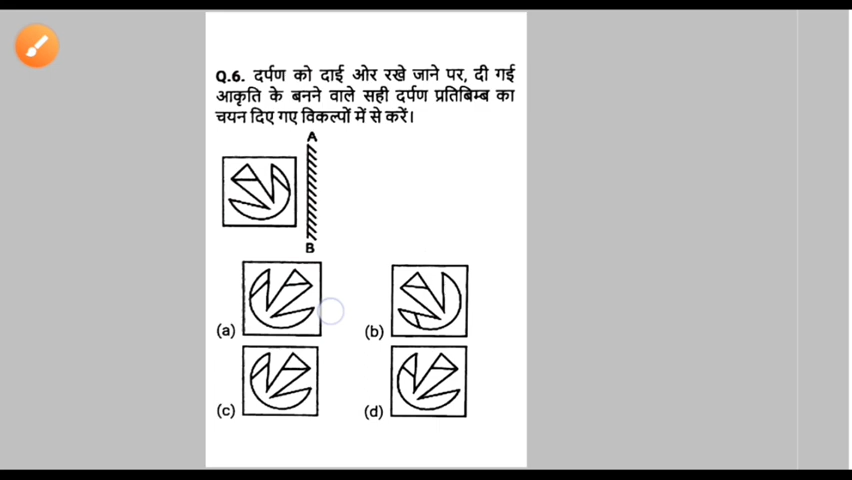 Q.6. दर्पण को दाईं ओर रखे जाने पर, दी गई
आकृति के बनने वाले सही दर्पण प्रतिबिम्ब का
चयन दिए गए विकल्पों में से करें।
A
B
(a)
(b)
(c)
(d)